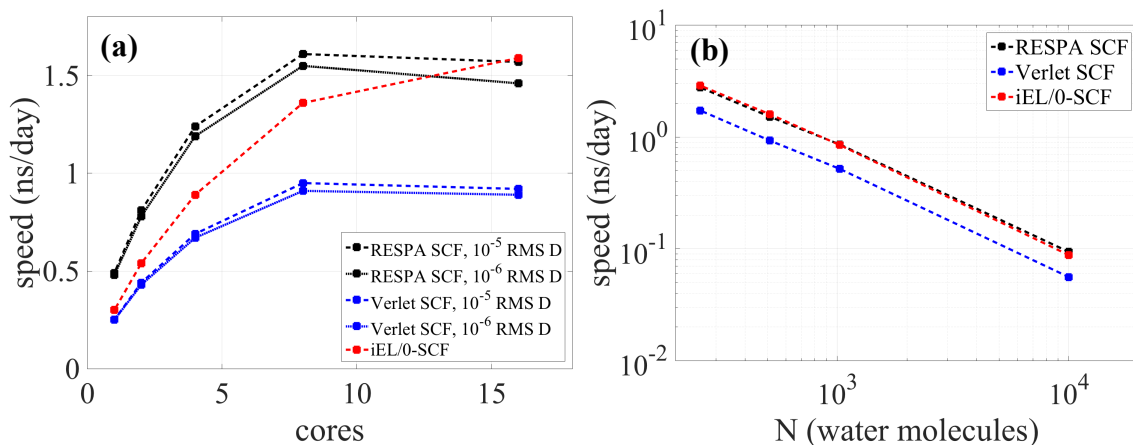 (a)
speed (ns/day)
1.5
1
0.5
0
0
5
10
15
cores
RESPA SCF, 10⁻⁵ RMS D
RESPA SCF, 10⁻⁶ RMS D
Verlet SCF, 10⁻⁵ RMS D
Verlet SCF, 10⁻⁶ RMS D
iEL/0-SCF
(b)
speed (ns/day)
10¹
10⁰
10⁻¹
10⁻²
10³
10⁴
N (water molecules)
RESPA SCF
Verlet SCF
iEL/0-SCF